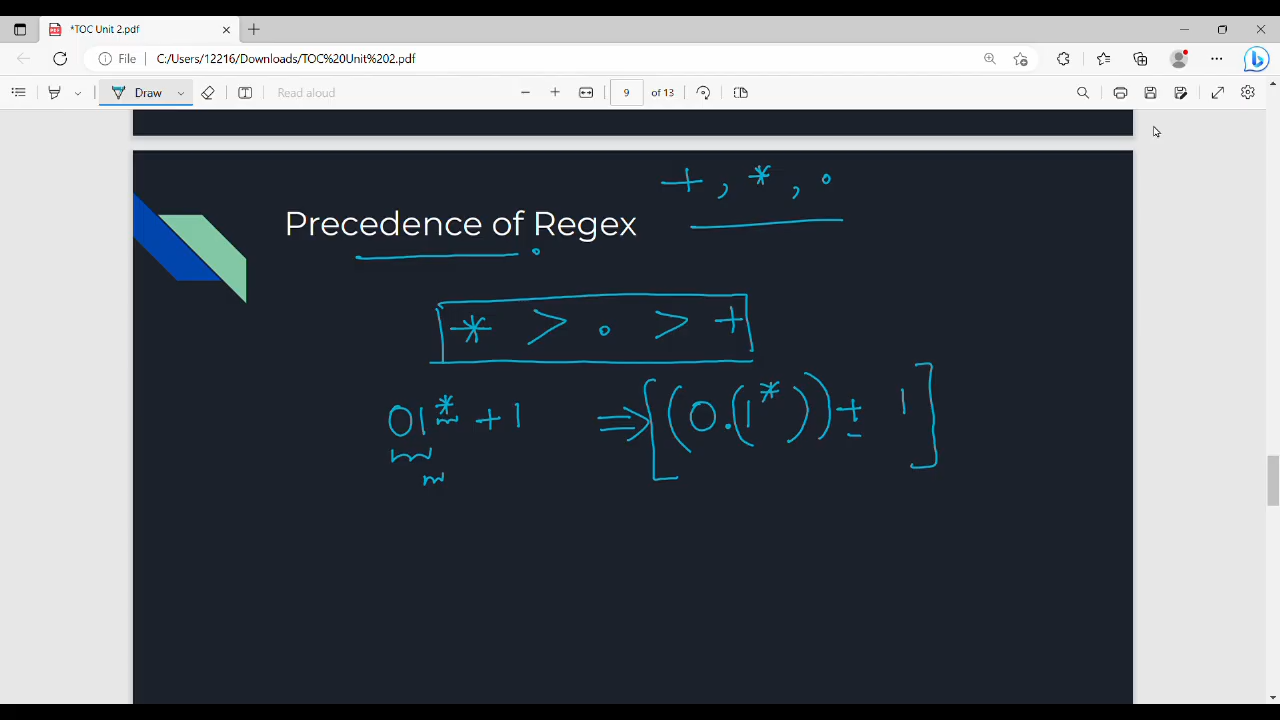 *TOC Unit 2.pdf
File C:/Users/12216/Downloads/TOC%20Unit%202.pdf
Draw Read aloud 9 of 13
+ , * , .
Precedence of Regex
* > . > +
01* + 1 ⇒ [(0.(1*)) + 1]